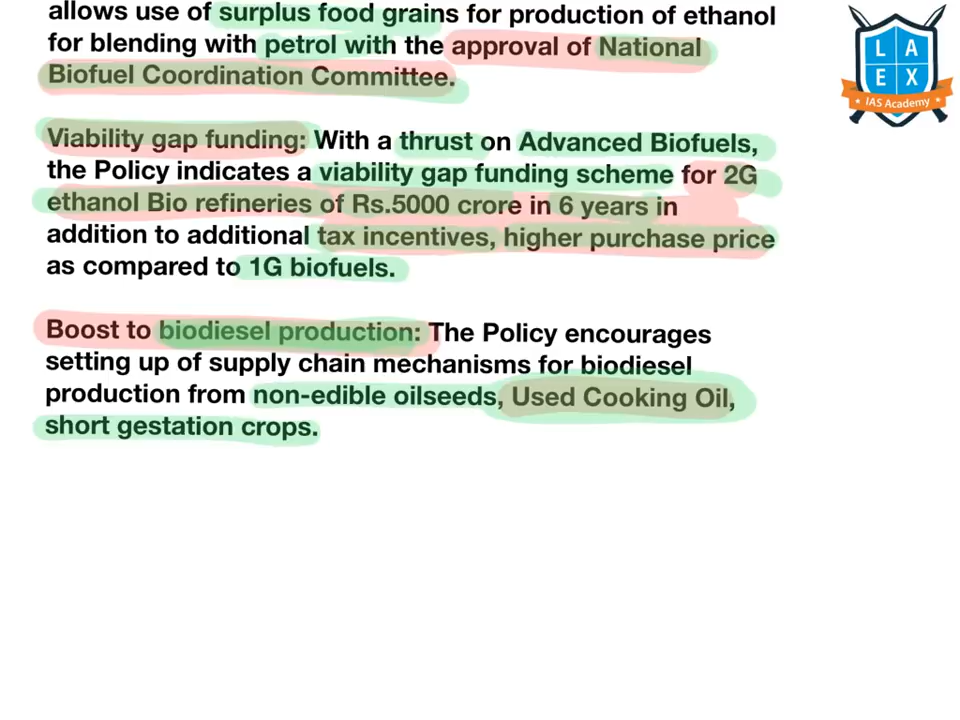 allows use of surplus food grains for production of ethanol
for blending with petrol with the approval of National
Biofuel Coordination Committee.
Viability gap funding: With a thrust on Advanced Biofuels,
the Policy indicates a viability gap funding scheme for 2G
ethanol Bio refineries of Rs.5000 crore in 6 years in
addition to additional tax incentives, higher purchase price
as compared to 1G biofuels.
Boost to biodiesel production: The Policy encourages
setting up of supply chain mechanisms for biodiesel
production from non-edible oilseeds, Used Cooking Oil,
short gestation crops.
L A
E X
IAS Academy